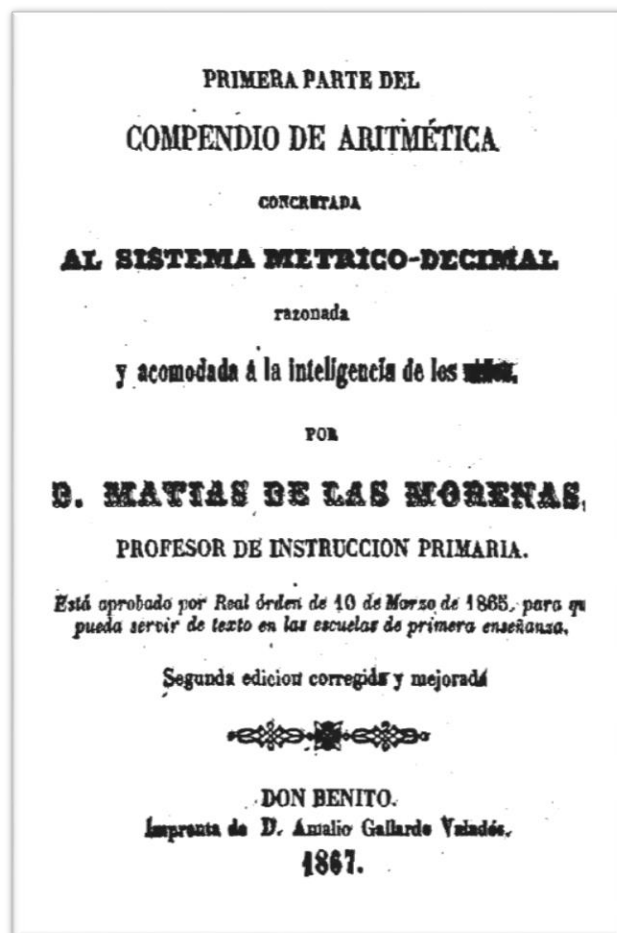 PRIMERA PARTE DEL
COMPENDIO DE ARITMÉTICA
CONCRETADA
AL SISTEMA METRICO-DECIMAL
razonada
y acomodada á la inteligencia de los
POR
D. MATIAS DE LAS MORENAS,
PROFESOR DE INSTRUCCION PRIMARIA.
Está aprobado por Real órden de 10 de Marzo de 1865, para qu
pueda servir de texto en las escuelas de primera enseñanza.
Segunda edicion corregida y mejorada
DON BENITO.
Imprenta de D. Amalio Gallardo Valadés.
1867.